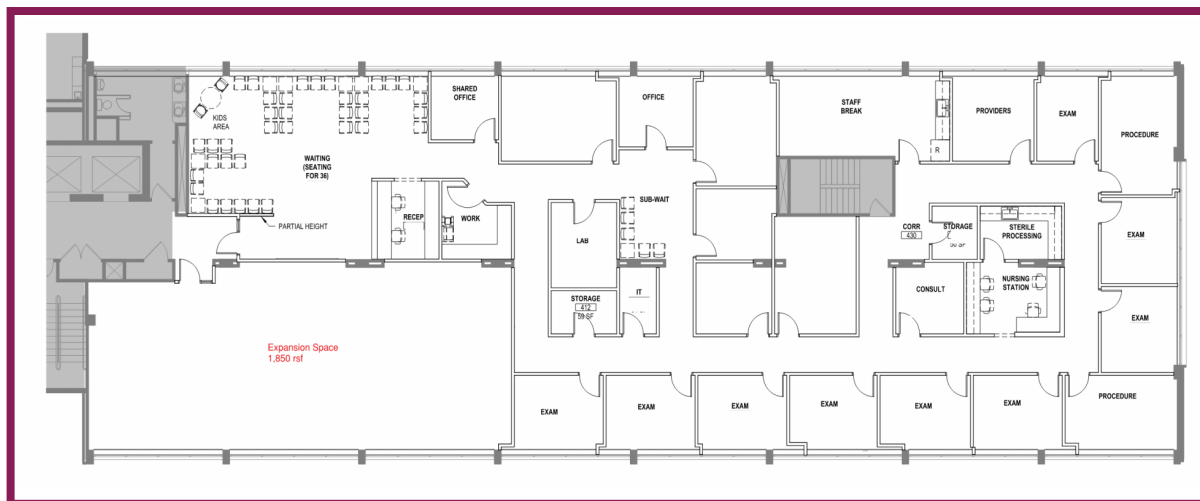 SHARED
OFFICE
OFFICE
STAFF
BREAK
PROVIDERS
EXAM
PROCEDURE
KIDS
AREA
R
WAITING
(SEATING
FOR 36)
SUB-WAIT
RECEP
WORK
PARTIAL HEIGHT
LAB
CORR
430
STORAGE
STERILE
PROCESSING
EXAM
CONSULT
NURSING
STATION
STORAGE
412
59 SF
IT
EXAM
Expansion Space
1,850 rsf
EXAM
EXAM
EXAM
EXAM
EXAM
EXAM
PROCEDURE